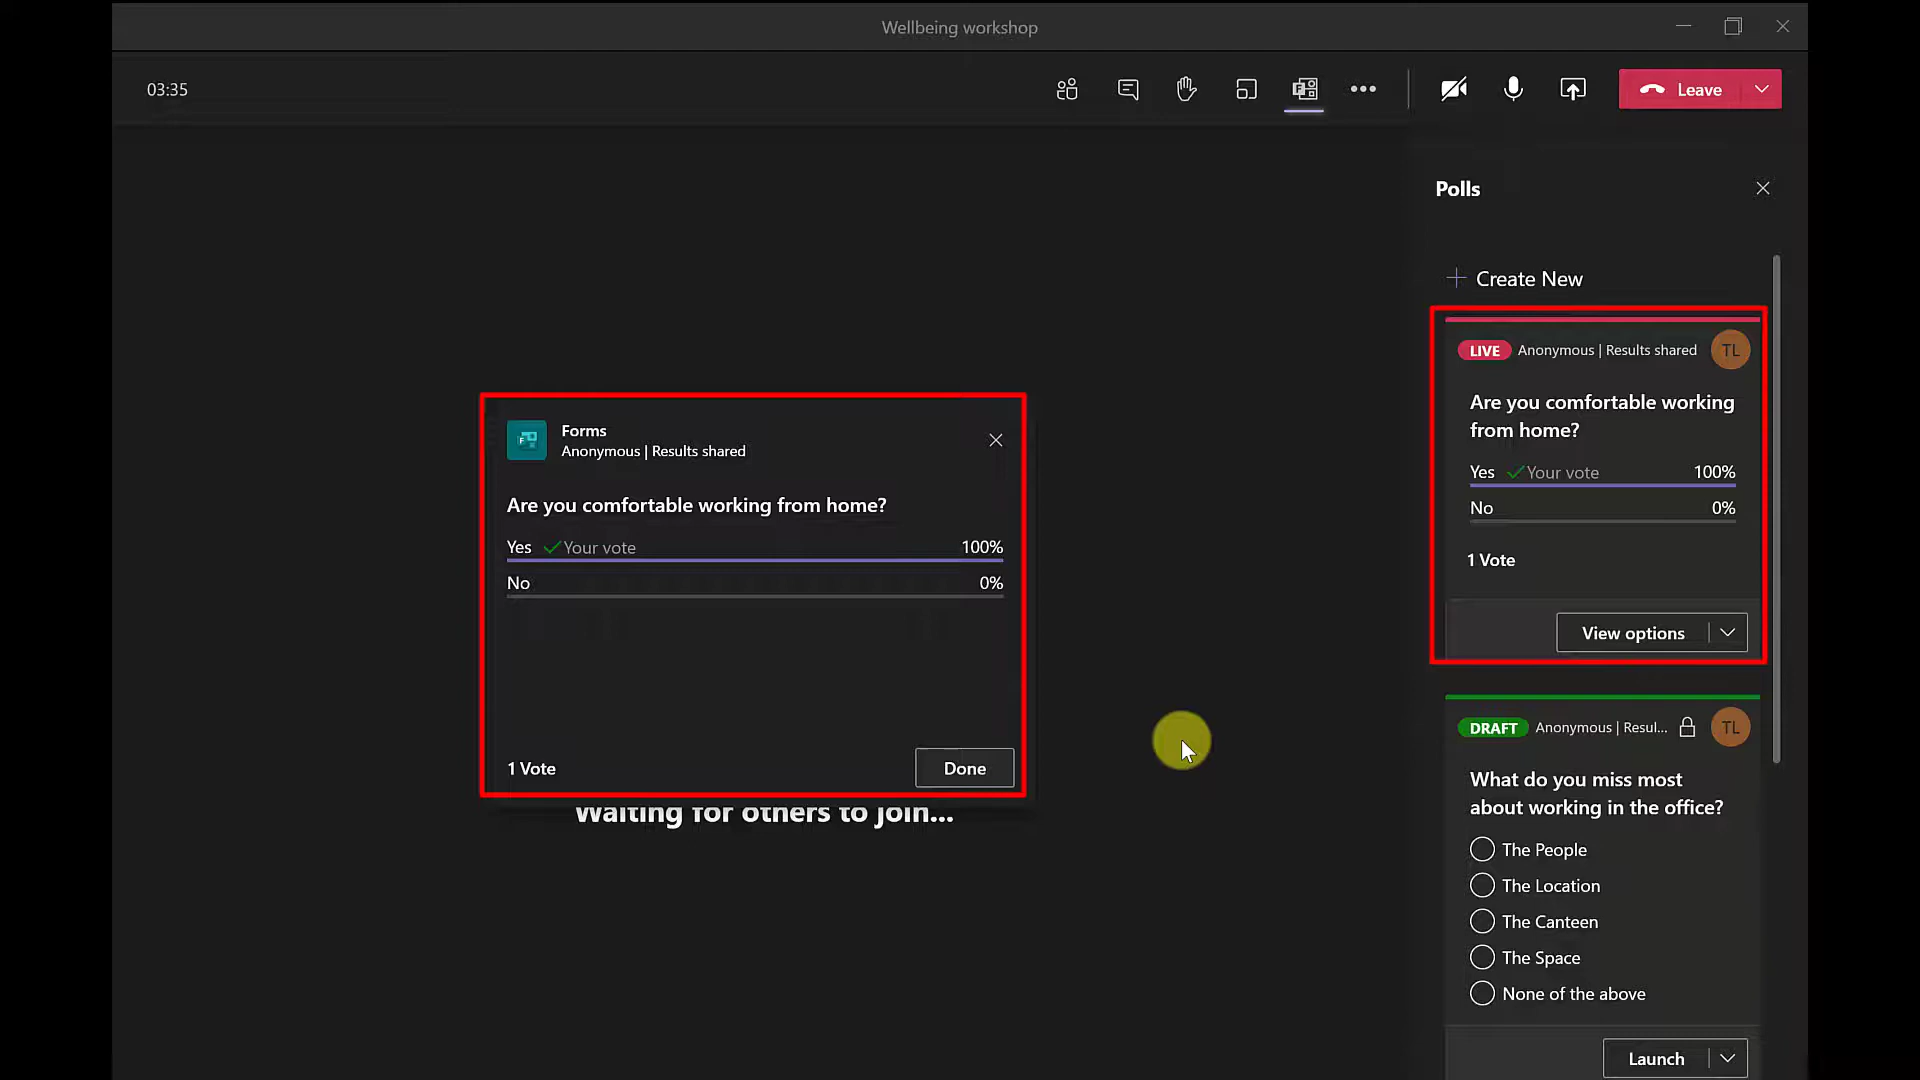 Wellbeing workshop
03:35
Leave
Polls
Create New
LIVE Anonymous | Results shared TL
Are you comfortable working
from home?
Yes Your vote 100%
No 0%
1 Vote
View options
Forms
Anonymous | Results shared
Are you comfortable working from home?
Yes Your vote 100%
No 0%
1 Vote
Done
Waiting for others to join...
DRAFT Anonymous | Resul... TL
What do you miss most
about working in the office?
The People
The Location
The Canteen
The Space
None of the above
Launch